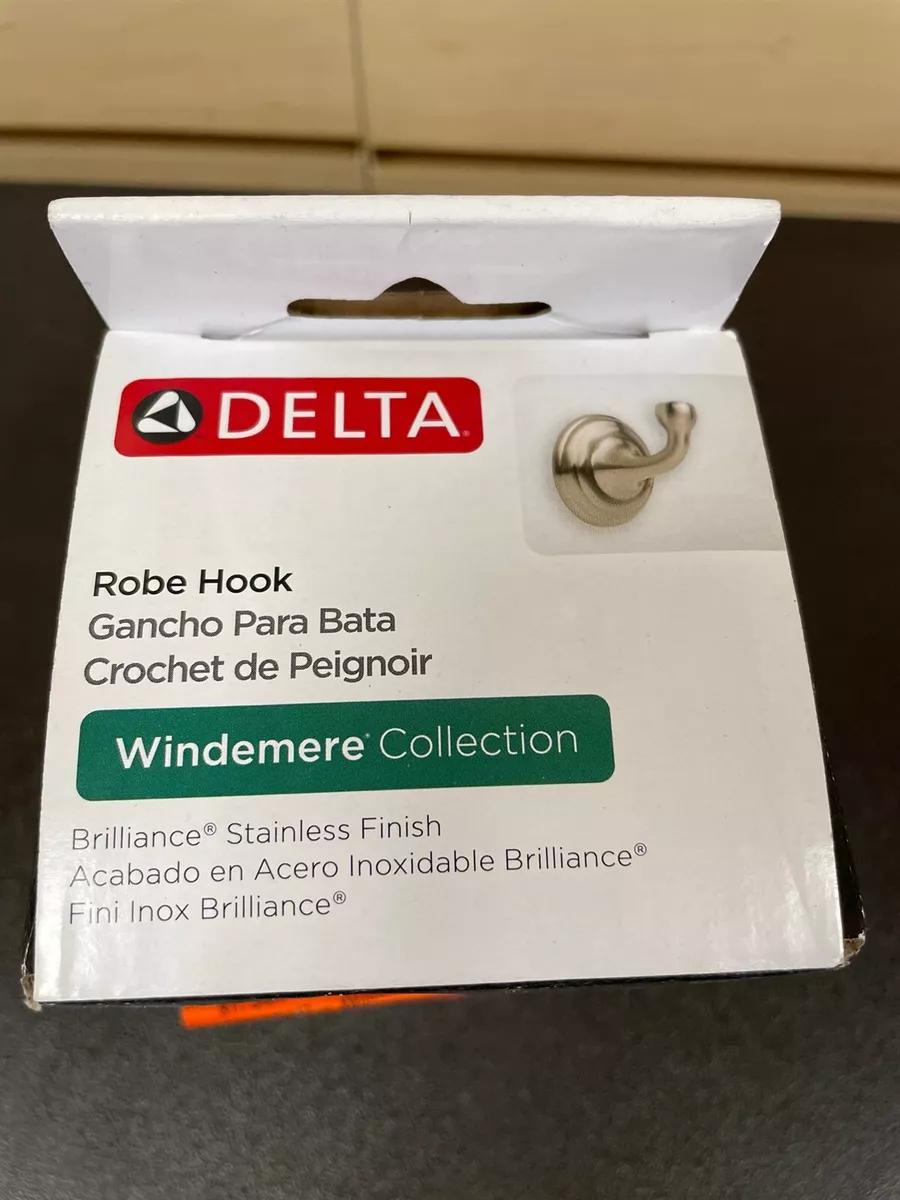 DELTA
Robe Hook
Gancho Para Bata
Crochet de Peignoir
Windemere® Collection
Brilliance® Stainless Finish
Acabado en Acero Inoxidable Brilliance®
Fini Inox Brilliance®